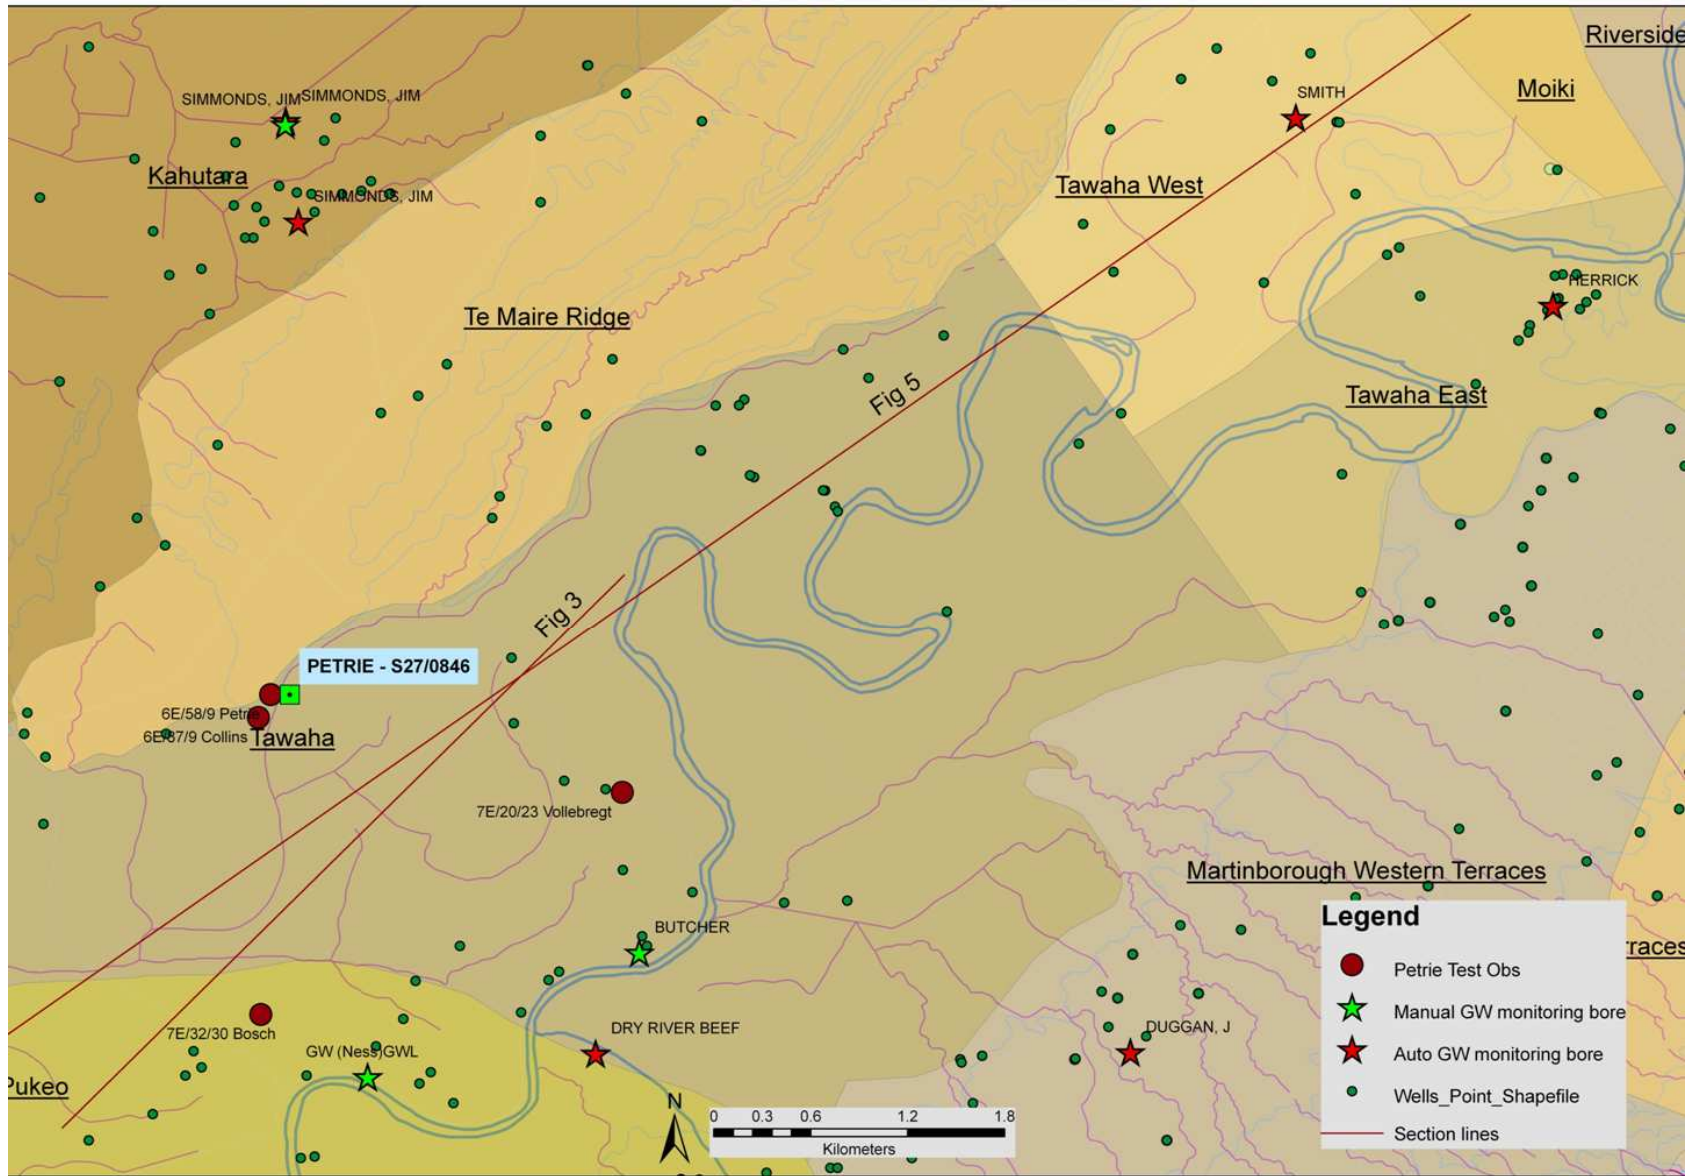 Riverside
Moiki
SIMMONDS, JIM
SIMMONDS, JIM
SMITH
Kahutara
Tawaha West
SIMMONDS, JIM
HERRICK
Te Maire Ridge
Fig 5
Tawaha East
Fig 3
PETRIE - S27/0846
6E/58/9 Petrie
6E/37/9 Collins
Tawaha
7E/20/23 Vollebregt
Martinborough Western Terraces
BUTCHER
rraces
7E/32/30 Bosch
DRY RIVER BEEF
DUGGAN, J
GW (Ness)GWL
Pukeo
N
0 0.3 0.6 1.2 1.8
Kilometers
Legend
Petrie Test Obs
Manual GW monitoring bore
Auto GW monitoring bore
Wells_Point_Shapefile
Section lines